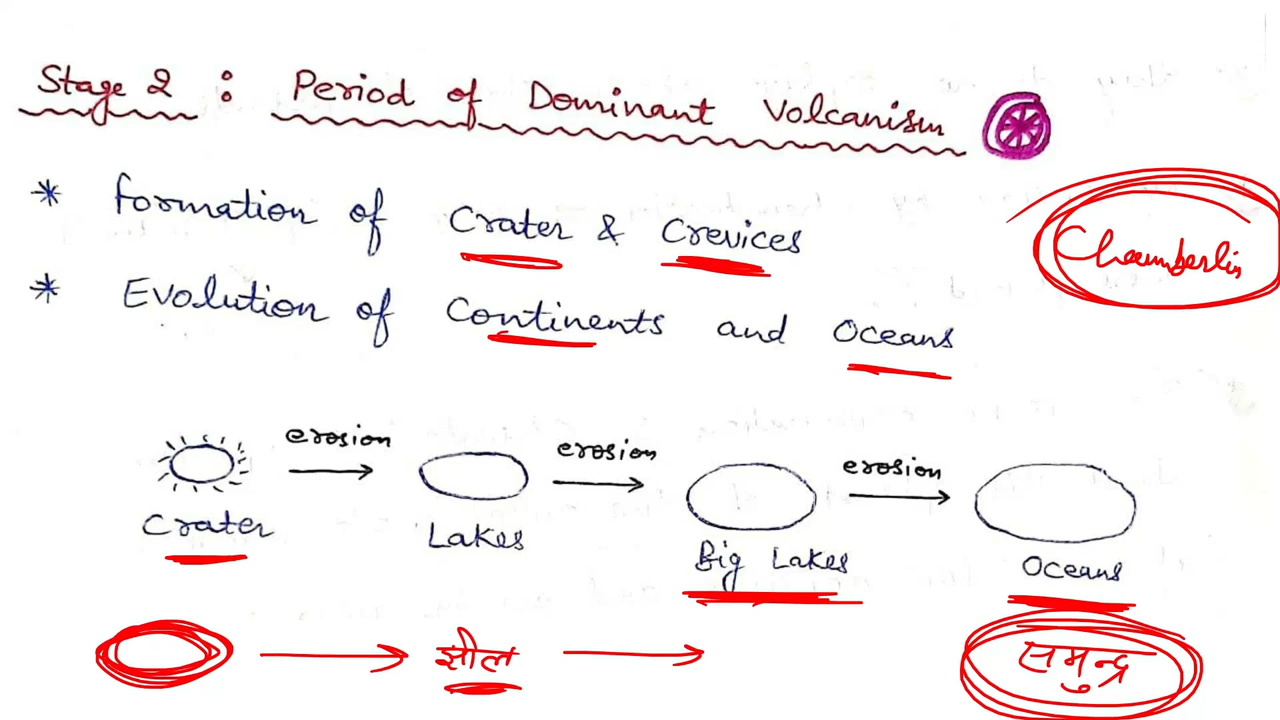 Stage 2 : Period of Dominant Volcanism
* Formation of Crater & Crevices
Chamberlin
* Evolution of Continents and Oceans
erosion erosion erosion
Crater Lakes Big Lakes Oceans
झील समुन्द्र